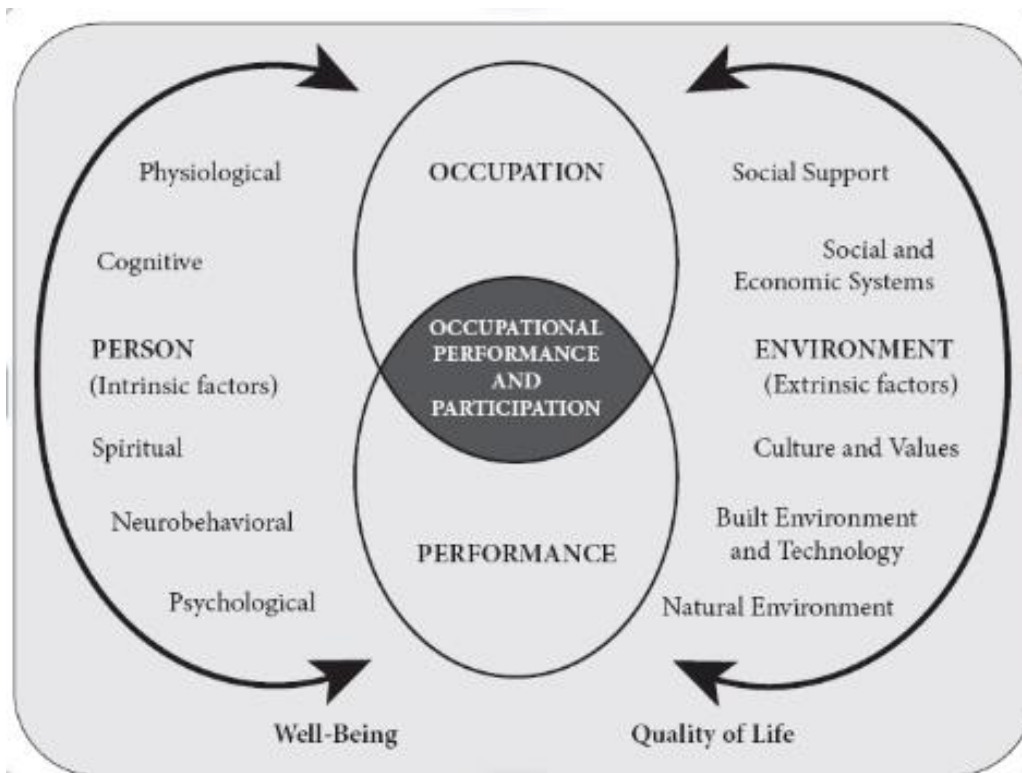 Physiological
Cognitive
PERSON
(Intrinsic factors)
Spiritual
Neurobehavioral
Psychological
OCCUPATION
OCCUPATIONAL
PERFORMANCE
AND
PARTICIPATION
PERFORMANCE
Social Support
Social and
Economic Systems
ENVIRONMENT
(Extrinsic factors)
Culture and Values
Built Environment
and Technology
Natural Environment
Well-Being
Quality of Life